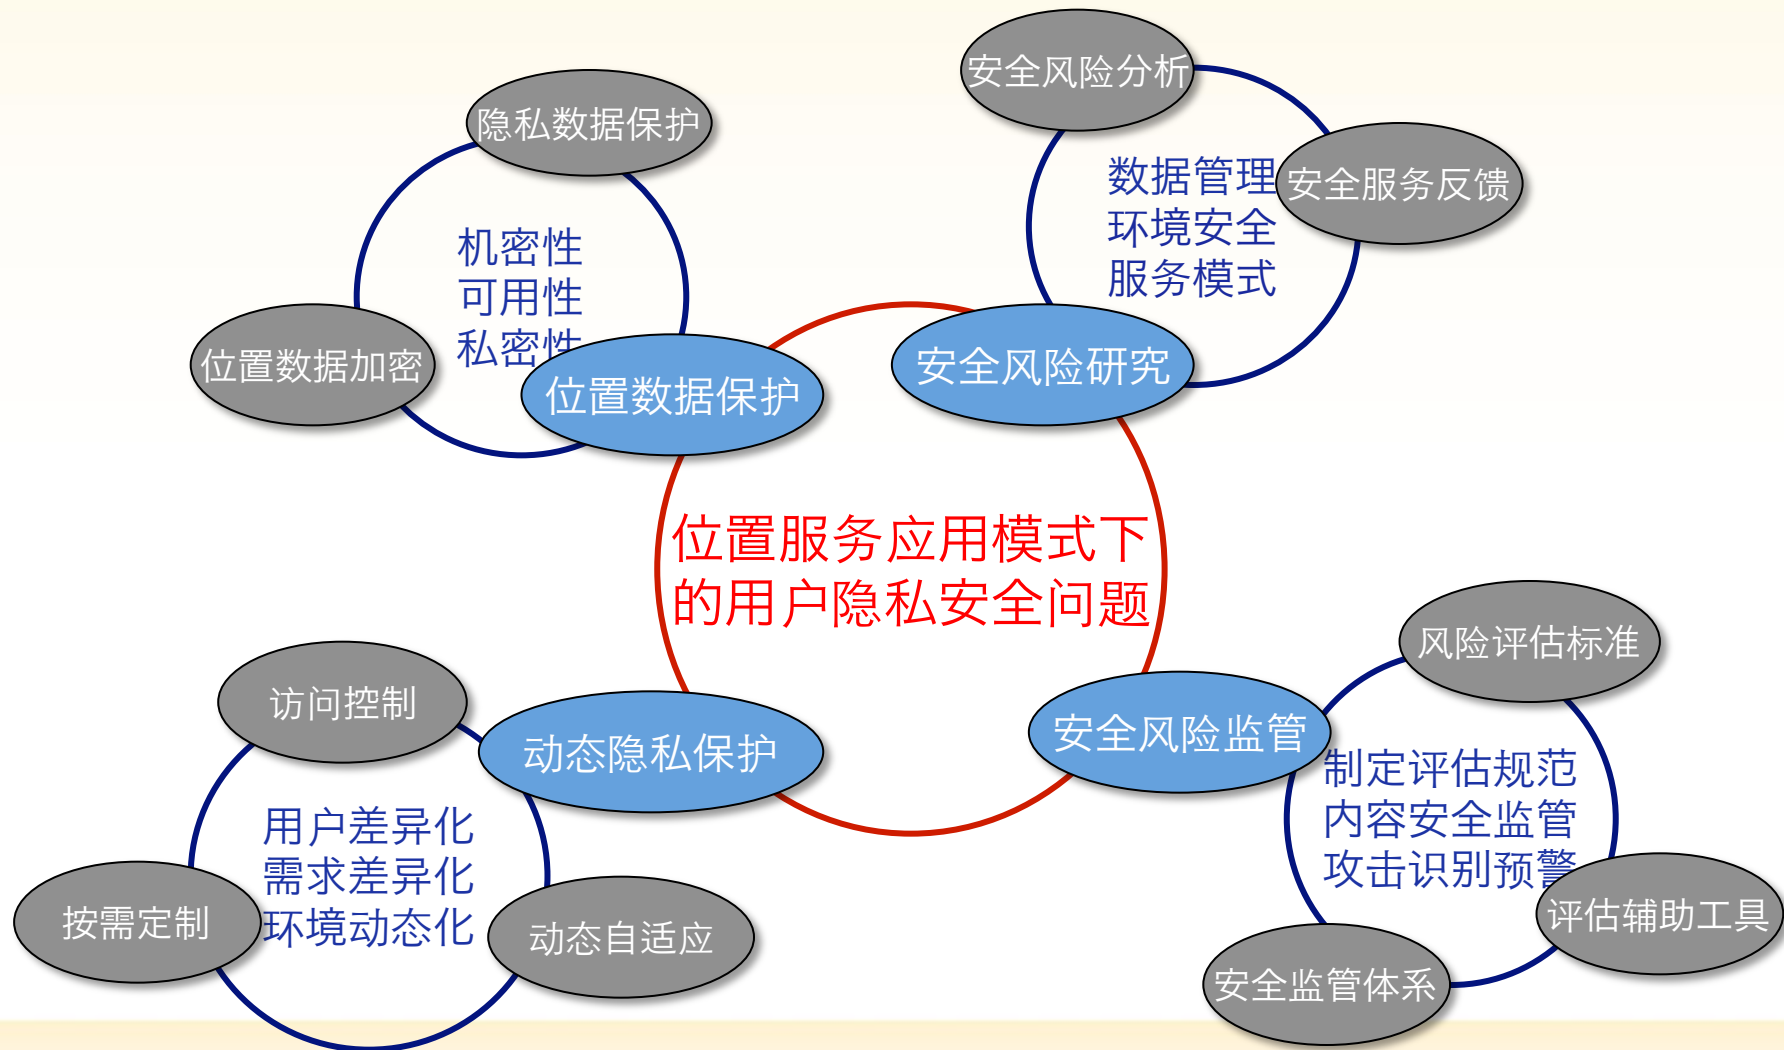 安全风险分析
隐私数据保护
数据管理
环境安全
服务模式
安全服务反馈
机密性
可用性
私密性
位置数据加密
位置数据保护
安全风险研究
位置服务应用模式下
的用户隐私安全问题
风险评估标准
访问控制
动态隐私保护
安全风险监管
制定评估规范
内容安全监管
攻击识别预警
用户差异化
需求差异化
环境动态化
按需定制
动态自适应
评估辅助工具
安全监管体系